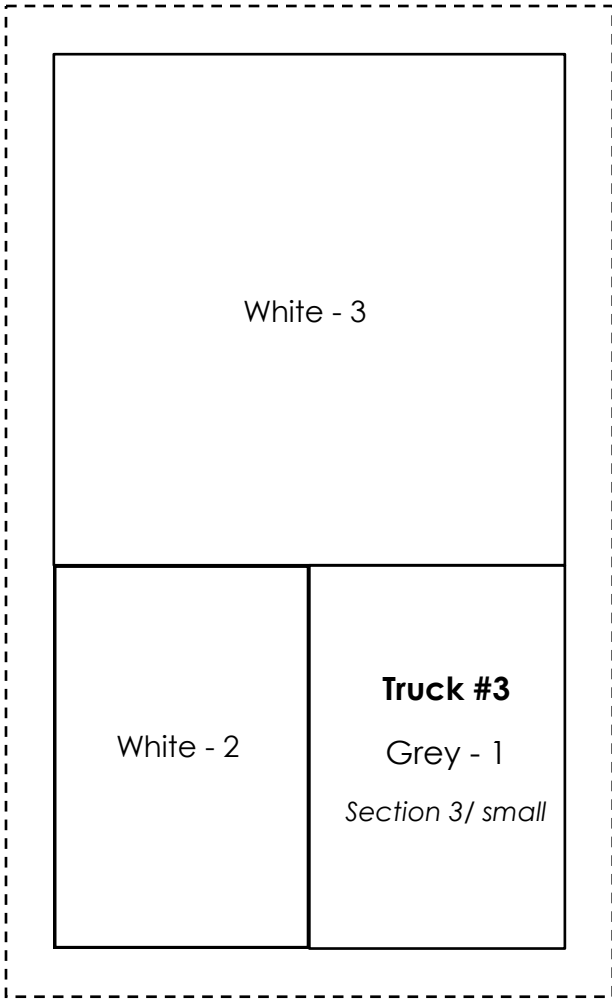 White - 3
White - 2
Truck #3
Grey - 1
Section 3/ small